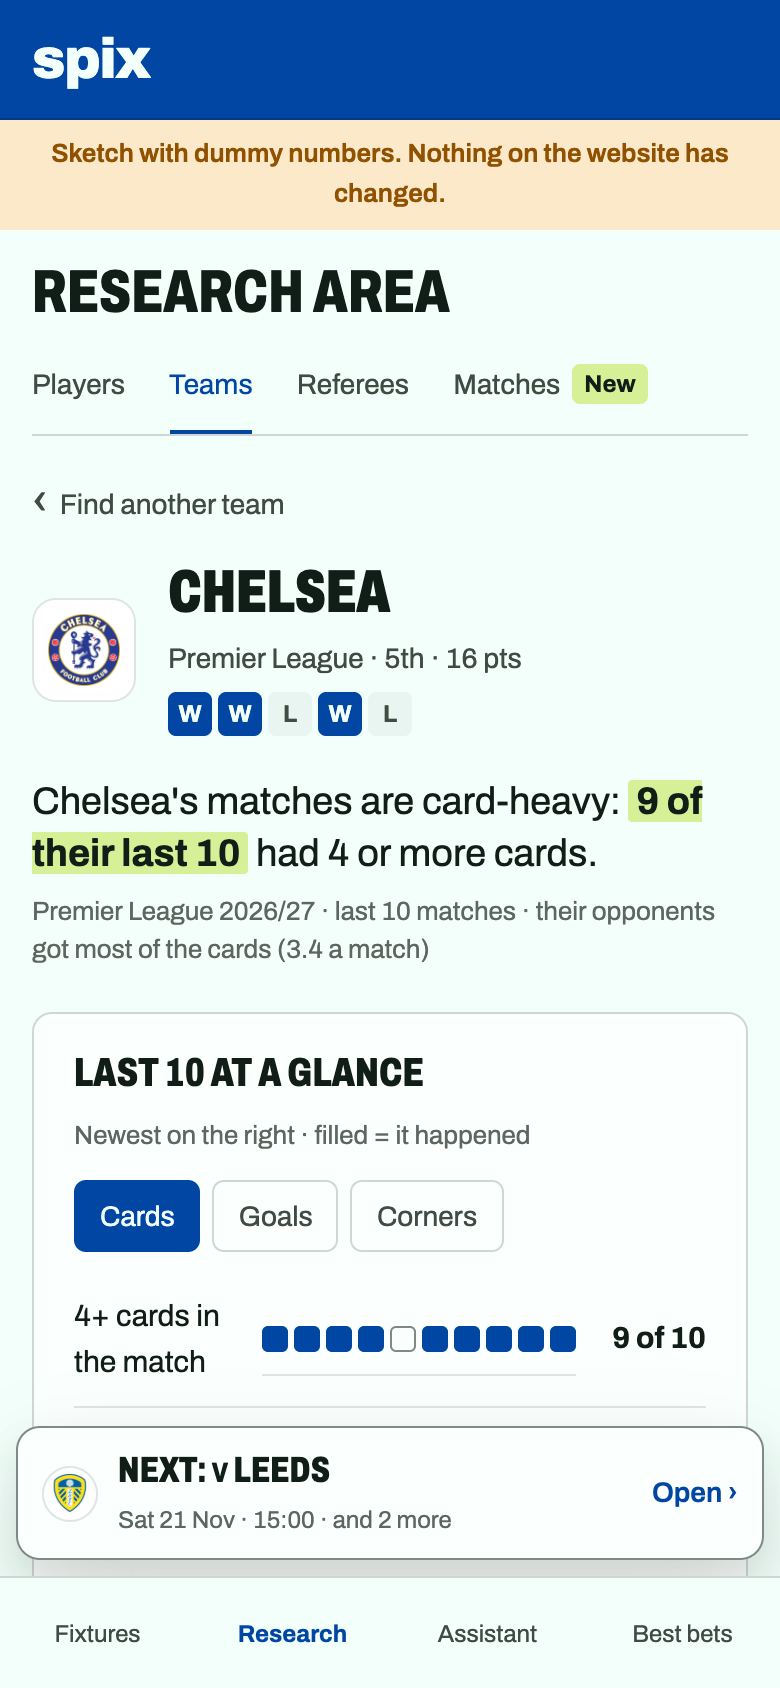 spix
Sketch with dummy numbers. Nothing on the website has
changed.
RESEARCH AREA
Players Teams Referees Matches New
‹ Find another team
CHELSEA
CHELSEA
FOOTBALL CLUB
Premier League · 5th · 16 pts
W W L W L
Chelsea's matches are card-heavy: 9 of
their last 10 had 4 or more cards.
Premier League 2026/27 · last 10 matches · their opponents
got most of the cards (3.4 a match)
LAST 10 AT A GLANCE
Newest on the right · filled = it happened
Cards Goals Corners
4+ cards in
the match
9 of 10
NEXT: v LEEDS
Sat 21 Nov · 15:00 · and 2 more
Open ›
Fixtures Research Assistant Best bets